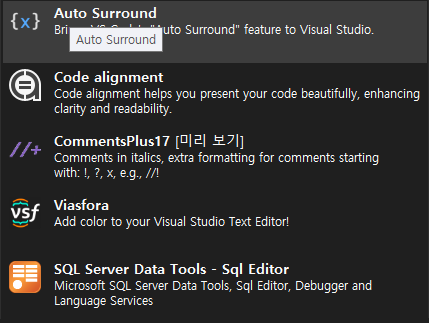 {x} Auto Surround
Bri VS Code's "Auto Surround" feature to Visual Studio.
Auto Surround
a Code alignment
Code alignment helps you present your code beautifully, enhancing
clarity and readability.
//+ CommentsPlus17 [미리 보기]
Comments in italics, extra formatting for comments starting
with: !, ?, x, e.g., //!
vsf Viasfora
Add color to your Visual Studio Text Editor!
SQL Server Data Tools - Sql Editor
Microsoft SQL Server Data Tools, Sql Editor, Debugger and
Language Services